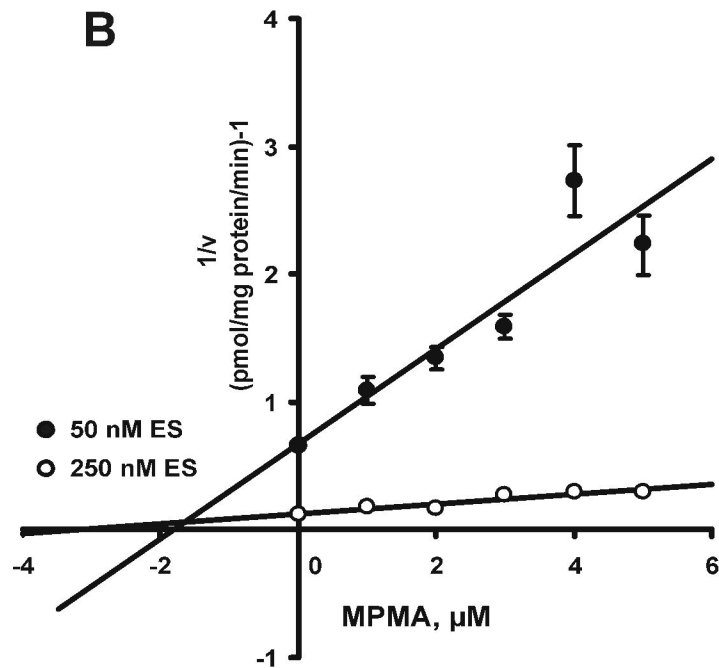 B
4
3
2
1
-1
1/v
(pmol/mg protein/min)-1
50 nM ES
250 nM ES
-4 -2 0 2 4 6
MPMA, µM